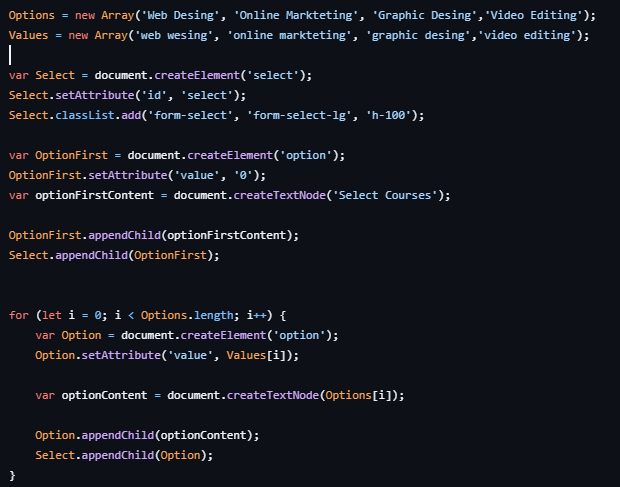 Options = new Array('Web Desing', 'Online Markteting', 'Graphic Desing','Video Editing');
Values = new Array('web wesing', 'online markteting', 'graphic desing','video editing');
var Select = document.createElement('select');
Select.setAttribute('id', 'select');
Select.classList.add('form-select', 'form-select-lg', 'h-100');
var OptionFirst = document.createElement('option');
OptionFirst.setAttribute('value', '0');
var optionFirstContent = document.createTextNode('Select Courses');
OptionFirst.appendChild(optionFirstContent);
Select.appendChild(OptionFirst);
for (let i = 0; i < Options.length; i++) {
    var Option = document.createElement('option');
    Option.setAttribute('value', Values[i]);
    var optionContent = document.createTextNode(Options[i]);
    Option.appendChild(optionContent);
    Select.appendChild(Option);
}